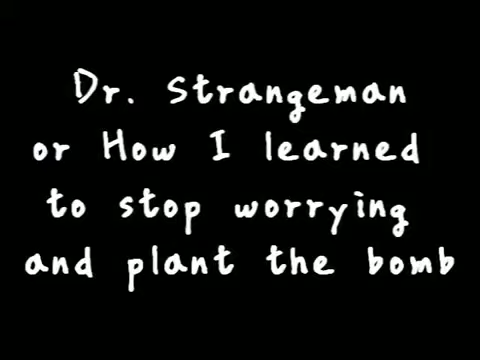 Dr. Strangeman
or How I learned
to stop worrying
and plant the bomb